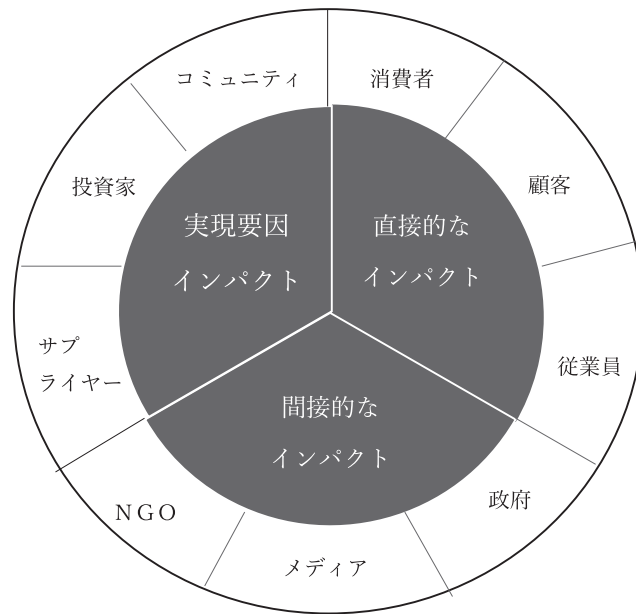 コミュニティ
消費者
投資家
顧客
実現要因
インパクト
直接的な
インパクト
サプ
ライヤー
従業員
間接的な
インパクト
NGO
政府
メディア